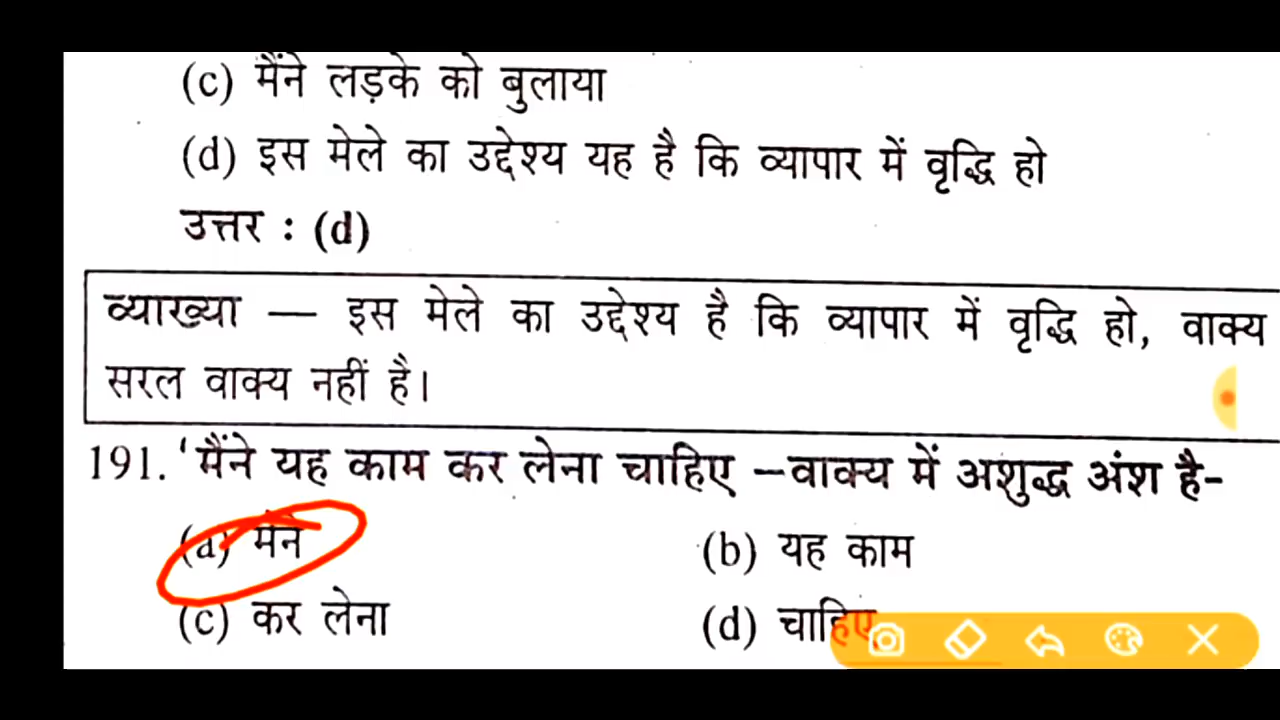 (c) मैंने लड़के को बुलाया
(d) इस मेले का उद्देश्य यह है कि व्यापार में वृद्धि हो
उत्तर : (d)
व्याख्या — इस मेले का उद्देश्य है कि व्यापार में वृद्धि हो, वाक्य
सरल वाक्य नहीं है।
191. 'मैंने यह काम कर लेना चाहिए –वाक्य में अशुद्ध अंश है-
(a) मैंने (b) यह काम
(c) कर लेना (d) चाहिए